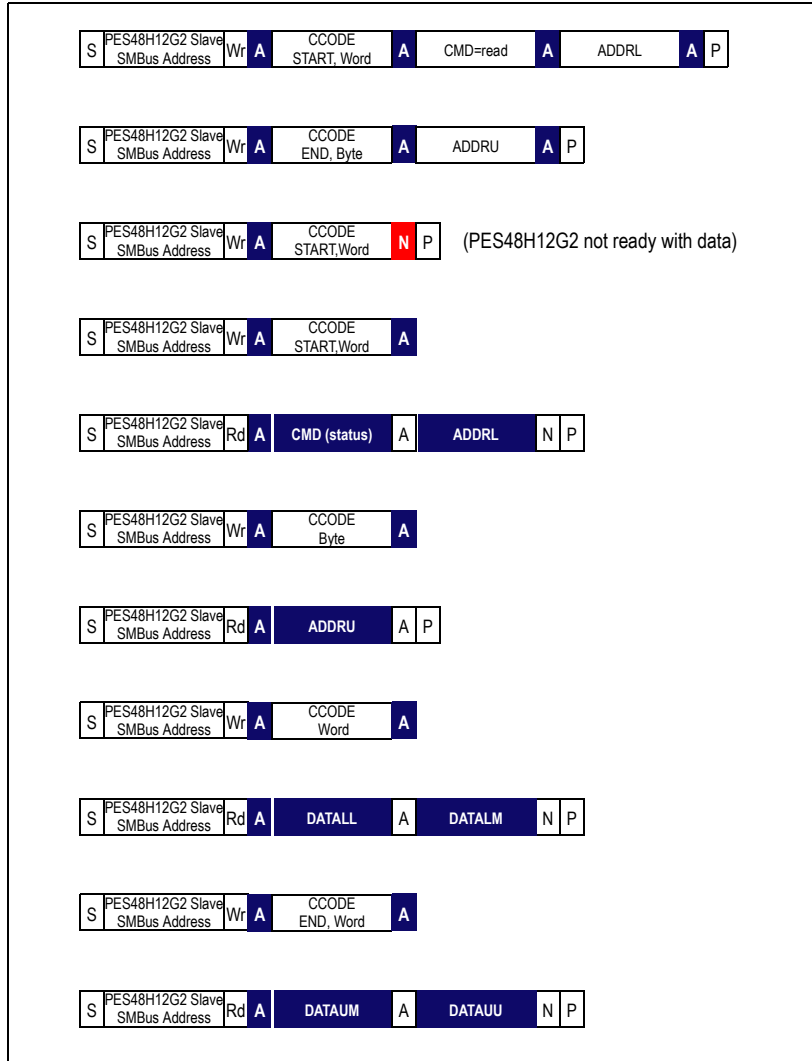 S PES48H12G2 Slave SMBus Address Wr A CCODE START, Word A CMD=read A ADDRL A P
S PES48H12G2 Slave SMBus Address Wr A CCODE END, Byte A ADDRU A P
S PES48H12G2 Slave SMBus Address Wr A CCODE START,Word N P (PES48H12G2 not ready with data)
S PES48H12G2 Slave SMBus Address Wr A CCODE START,Word A
S PES48H12G2 Slave SMBus Address Rd A CMD (status) A ADDRL N P
S PES48H12G2 Slave SMBus Address Wr A CCODE Byte A
S PES48H12G2 Slave SMBus Address Rd A ADDRU A P
S PES48H12G2 Slave SMBus Address Wr A CCODE Word A
S PES48H12G2 Slave SMBus Address Rd A DATALL A DATALM N P
S PES48H12G2 Slave SMBus Address Wr A CCODE END, Word A
S PES48H12G2 Slave SMBus Address Rd A DATAUM A DATAUU N P